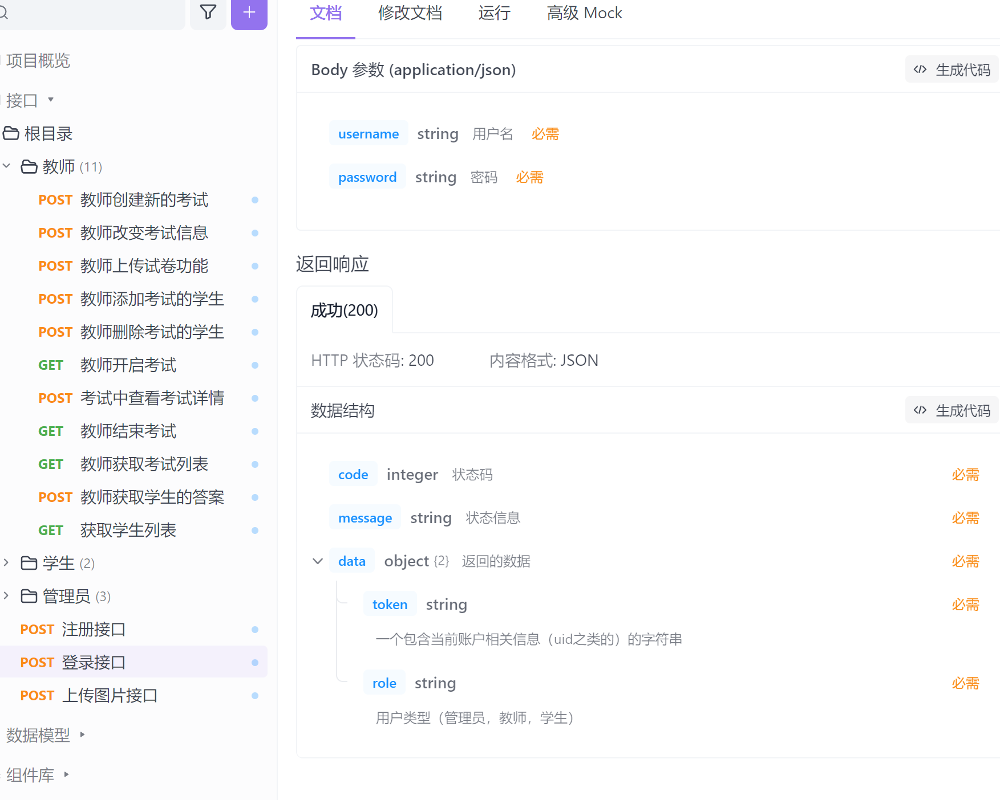 项目概览
接口
根目录
教师 (11)
POST 教师创建新的考试
POST 教师改变考试信息
POST 教师上传试卷功能
POST 教师添加考试的学生
POST 教师删除考试的学生
GET 教师开启考试
POST 考试中查看考试详情
GET 教师结束考试
GET 教师获取考试列表
POST 教师获取学生的答案
GET 获取学生列表
学生 (2)
管理员 (3)
POST 注册接口
POST 登录接口
POST 上传图片接口
数据模型
组件库
文档 修改文档 运行 高级 Mock
Body 参数 (application/json) 生成代码
username string 用户名 必需
password string 密码 必需
返回响应
成功(200)
HTTP 状态码: 200 内容格式: JSON
数据结构 生成代码
code integer 状态码 必需
message string 状态信息 必需
data object {2} 返回的数据 必需
token string 必需
一个包含当前账户相关信息（uid之类的）的字符串
role string 必需
用户类型（管理员，教师，学生）